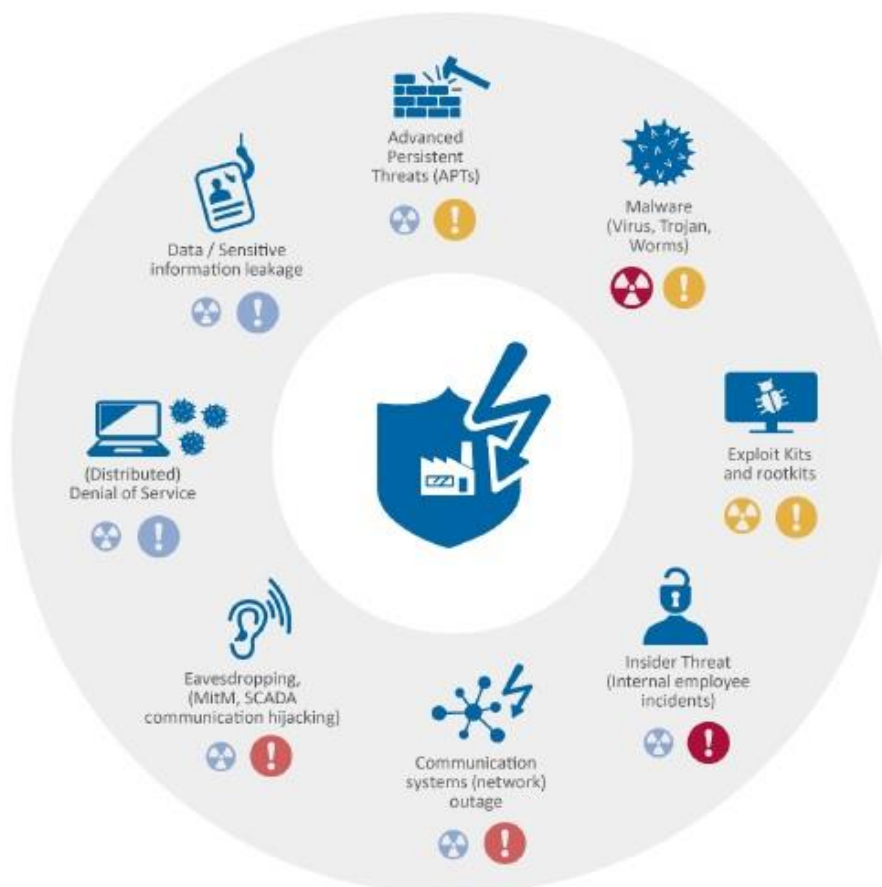 Advanced
Persistent
Threats (APTs)
Malware
(Virus, Trojan,
Worms)
Exploit Kits
and rootkits
Insider Threat
(Internal employee
incidents)
Communication
systems (network)
outage
Eavesdropping,
(MitM, SCADA
communication hijacking)
(Distributed)
Denial of Service
Data / Sensitive
information leakage